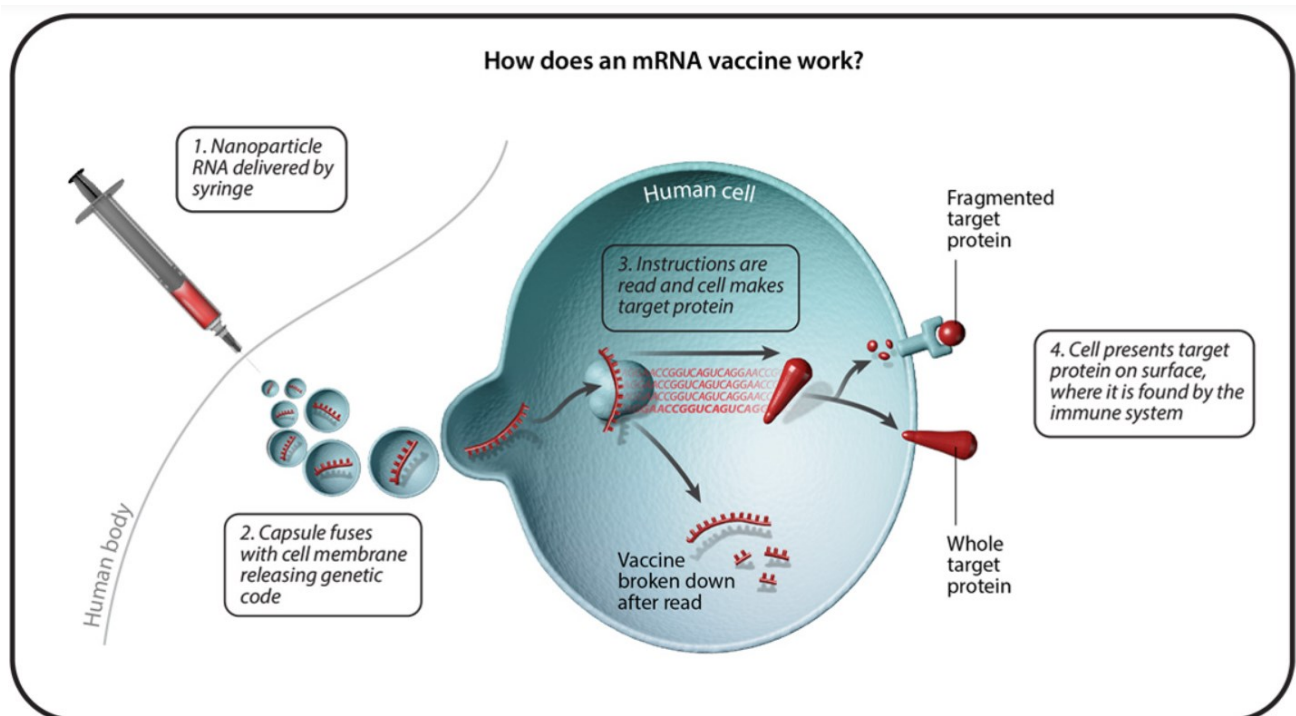 How does an mRNA vaccine work?
1. Nanoparticle
RNA delivered by
syringe
Human body
2. Capsule fuses
with cell membrane
releasing genetic
code
Human cell
3. Instructions are
read and cell makes
target protein
Vaccine
broken down
after read
Fragmented
target
protein
4. Cell presents target
protein on surface,
where it is found by the
immune system
Whole
target
protein